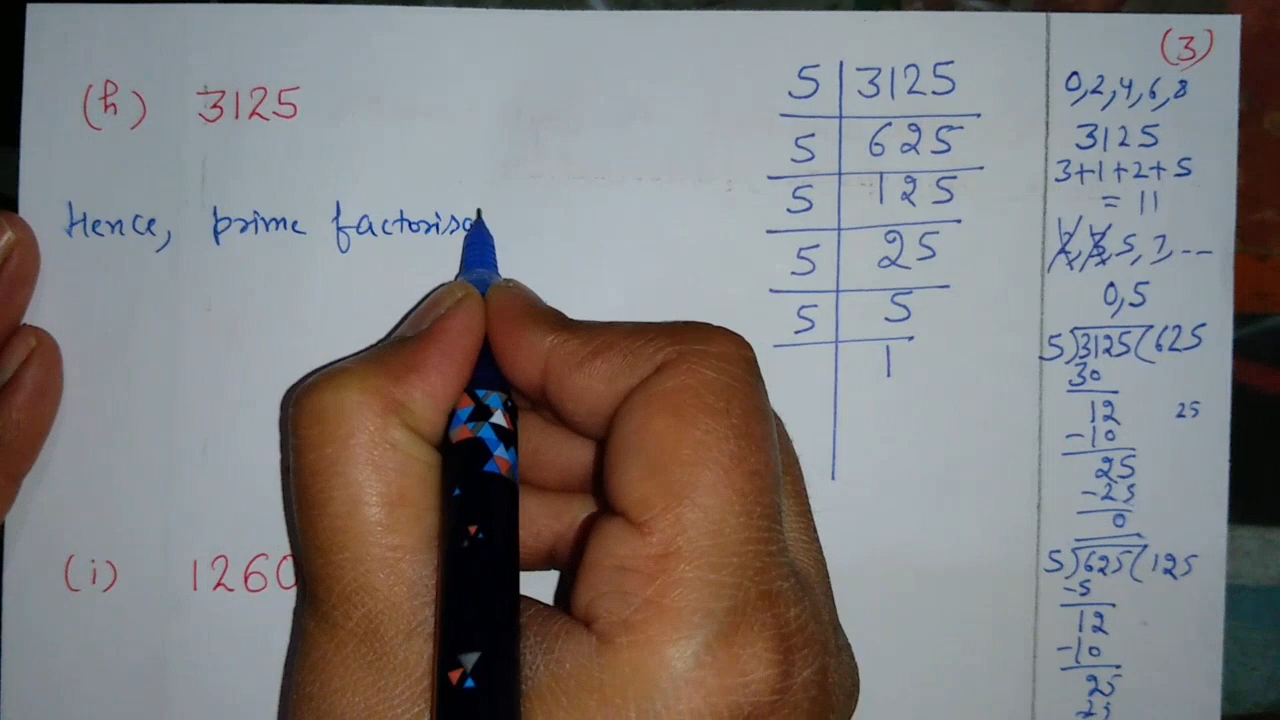 (3)
(h) 3125
Hence, prime factorisa
(i) 1260
5 | 3125
5 | 625
5 | 125
5 | 25
5 | 5
1
0,2,4,6,8
3125
3+1+2+5
= 11
2, 3, 5, 7, ---
0,5
5)3125(625
30
12
25
-10
25
-25
0
5)625(125
-5
12
-10
25